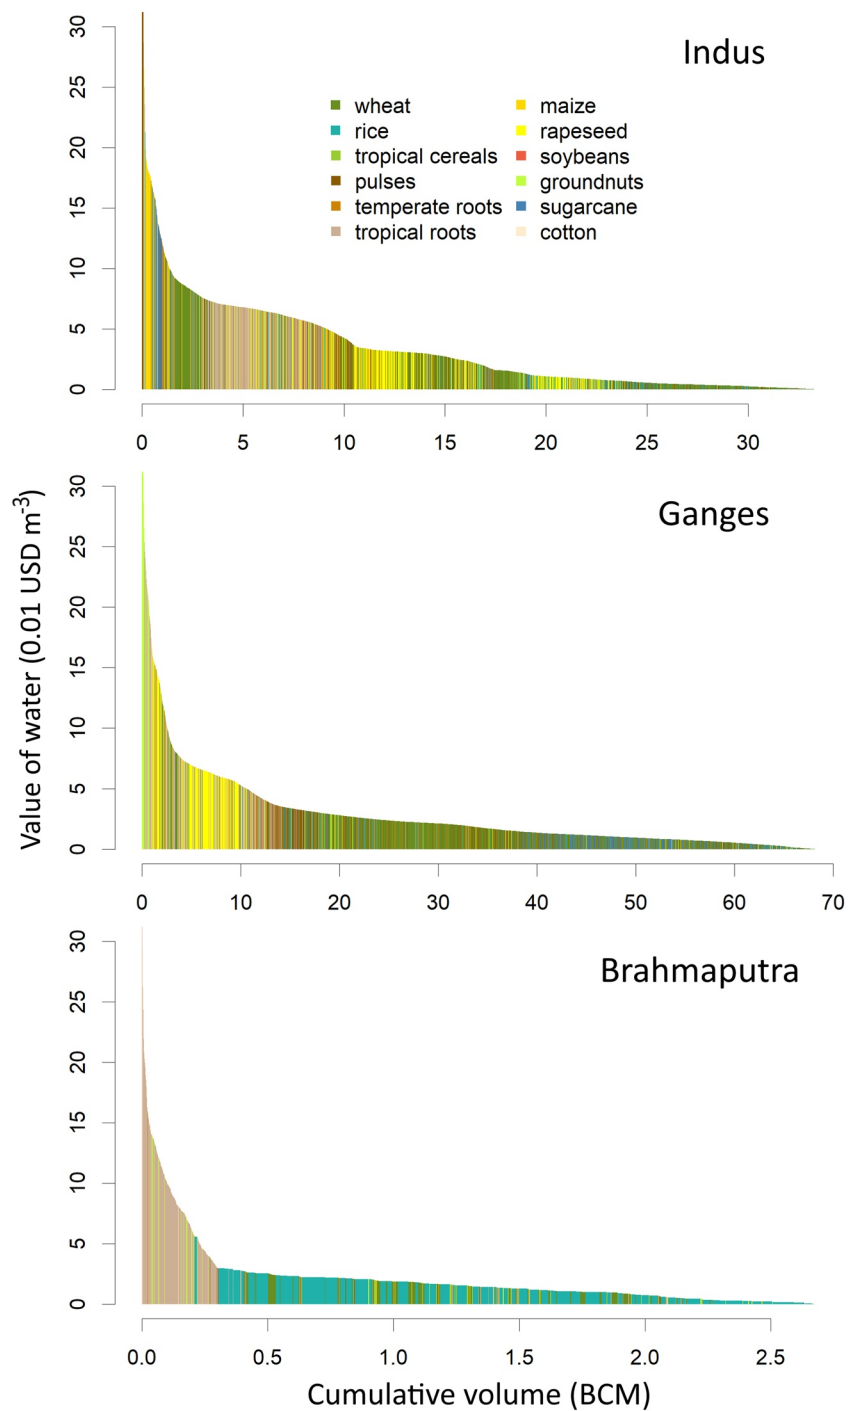 Indus
30
25
20
15
10
5
0
wheat
rice
tropical cereals
pulses
temperate roots
tropical roots
maize
rapeseed
soybeans
groundnuts
sugarcane
cotton
0 5 10 15 20 25 30
Value of water (0.01 USD m⁻³)
Ganges
30
25
20
15
10
5
0
0 10 20 30 40 50 60 70
Brahmaputra
30
25
20
15
10
5
0
0.0 0.5 1.0 1.5 2.0 2.5
Cumulative volume (BCM)